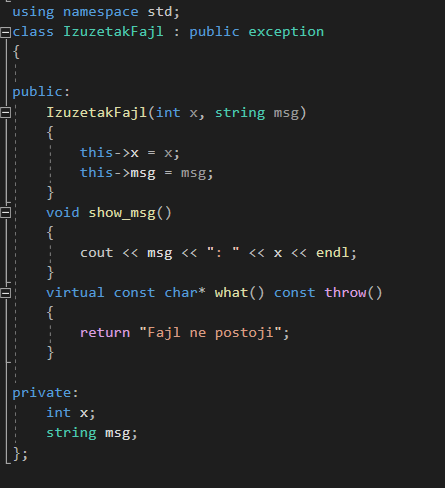 using namespace std;
class IzuzetakFajl : public exception
{
public:
IzuzetakFajl(int x, string msg)
{
this->x = x;
this->msg = msg;
}
void show_msg()
{
cout << msg << ": " << x << endl;
}
virtual const char* what() const throw()
{
return "Fajl ne postoji";
}
private:
int x;
string msg;
};